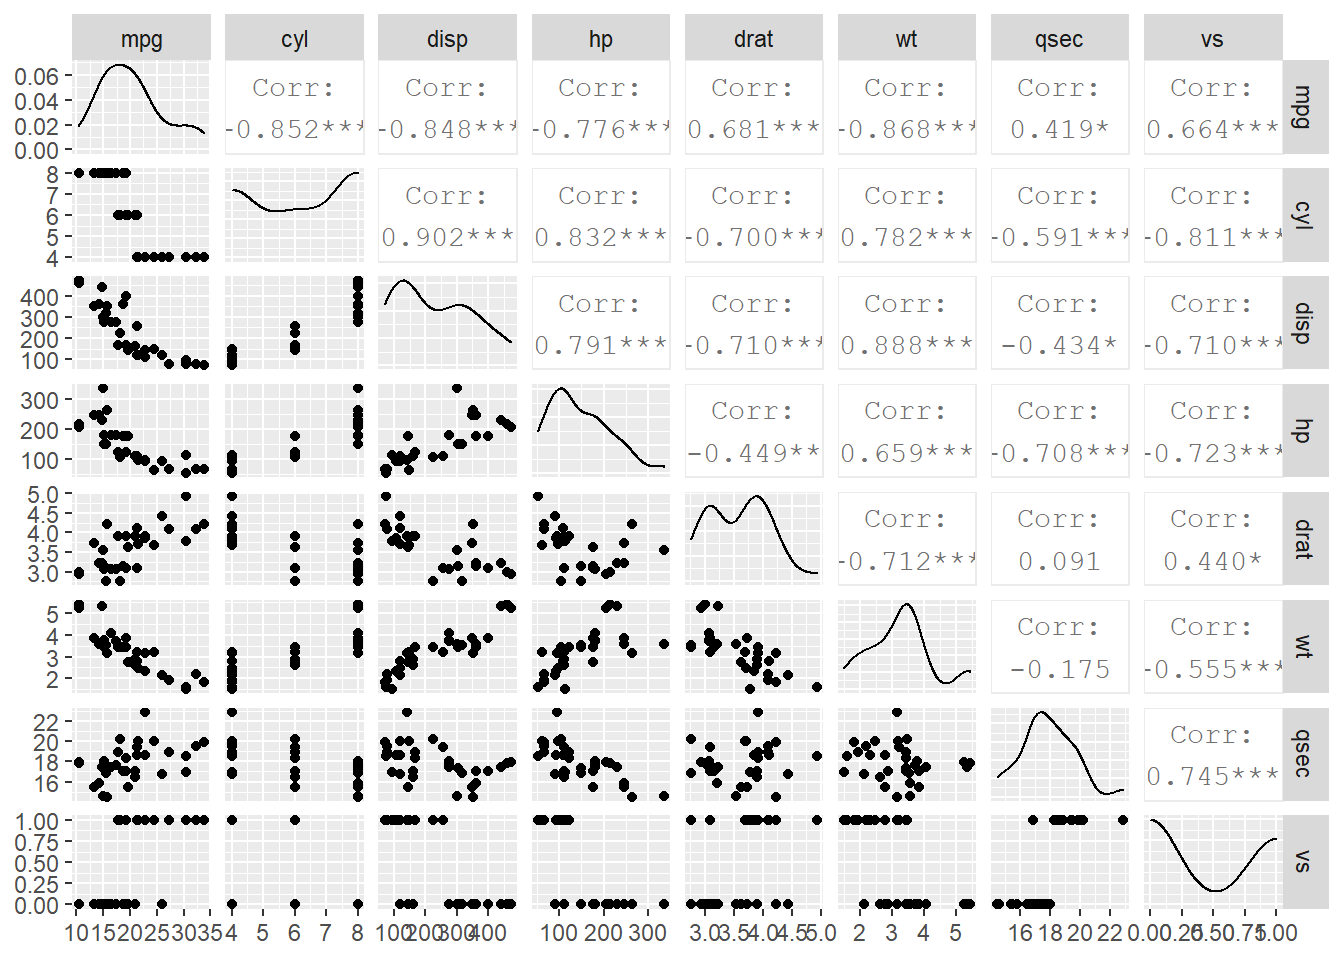 mpg cyl disp hp drat wt qsec vs
0.06
0.04
0.02
0.00
Corr: Corr: Corr: Corr: Corr: Corr: Corr:
-0.852*** -0.848*** -0.776*** 0.681*** -0.868*** 0.419* 0.664***
mpg
8
7
6
5
4
Corr: Corr: Corr: Corr: Corr: Corr:
0.902*** 0.832*** -0.700*** 0.782*** -0.591*** -0.811***
cyl
400
300
200
100
Corr: Corr: Corr: Corr: Corr:
0.791*** -0.710*** 0.888*** -0.434* -0.710***
disp
300
200
100
Corr: Corr: Corr: Corr:
-0.449** 0.659*** -0.708*** -0.723***
hp
5.0
4.5
4.0
3.5
3.0
Corr: Corr: Corr:
-0.712*** 0.091 0.440*
drat
5
4
3
2
Corr: Corr:
-0.175 -0.555***
wt
22
20
18
16
Corr:
0.745***
qsec
1.00
0.75
0.50
0.25
0.00
vs
10 15 20 25 30 35 4 5 6 7 8 100 200 300 400 100 200 300 3.0 3.5 4.0 4.5 5.0 2 3 4 5 16 18 20 22 0.00 0.25 0.50 0.75 1.00